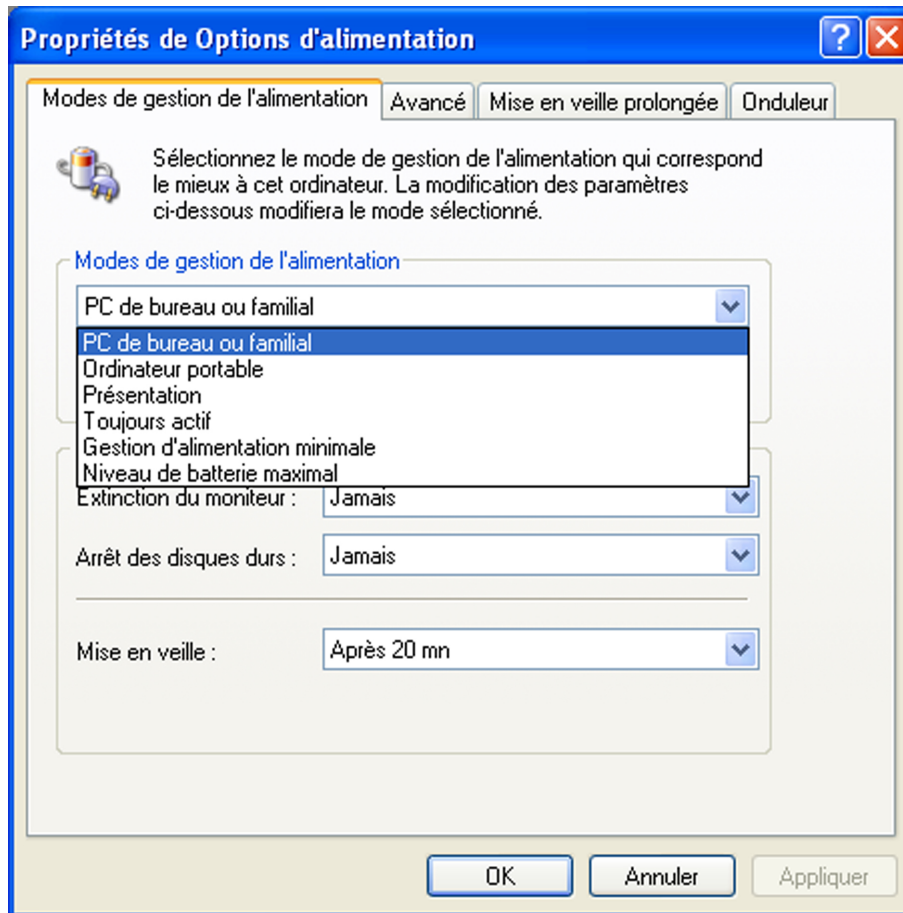 Propriétés de Options d'alimentation
?
Modes de gestion de l'alimentation
Avancé
Mise en veille prolongée
Onduleur
Sélectionnez le mode de gestion de l'alimentation qui correspond
le mieux à cet ordinateur. La modification des paramètres
ci-dessous modifiera le mode sélectionné.
Modes de gestion de l'alimentation
PC de bureau ou familial
PC de bureau ou familial
Ordinateur portable
Présentation
Toujours actif
Gestion d'alimentation minimale
Niveau de batterie maximal
Extinction du moniteur :
Jamais
Arrêt des disques durs :
Jamais
Mise en veille :
Après 20 mn
OK
Annuler
Appliquer